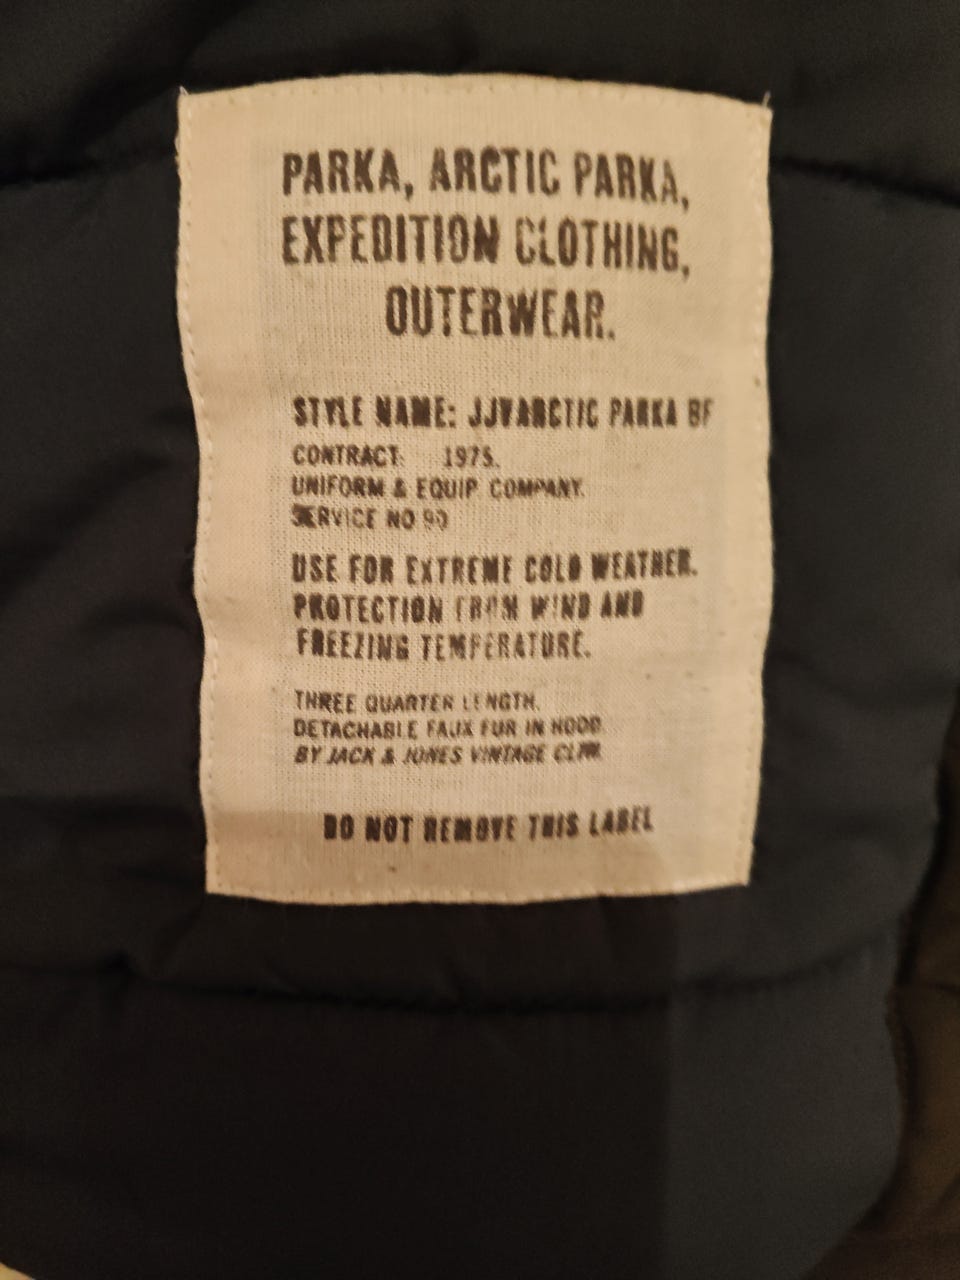 PARKA, ARCTIC PARKA,
EXPEDITION CLOTHING,
OUTERWEAR.
STYLE NAME: JJVARCTIC PARKA BF
CONTRACT: 1975.
UNIFORM & EQUIP. COMPANY.
SERVICE NO 90
USE FOR EXTREME COLD WEATHER.
PROTECTION FROM WIND AND
FREEZING TEMPERATURE.
THREE QUARTER LENGTH.
DETACHABLE FAUX FUR IN HOOD.
BY JACK & JONES VINTAGE
DO NOT REMOVE THIS LABEL